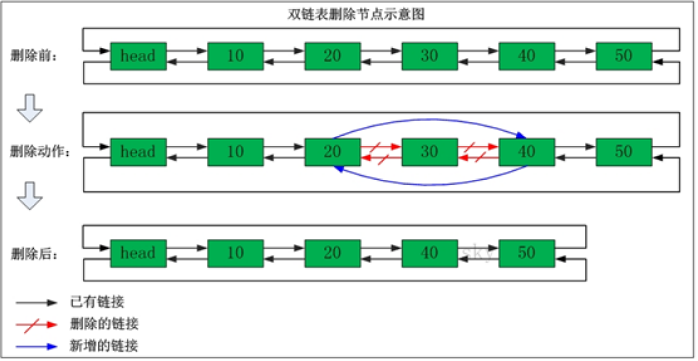 双链表删除节点示意图
删除前：
head 10 20 30 40 50
删除动作：
head 10 20 30 40 50
删除后：
head 10 20 40 50
sky
已有链接
删除的链接
新增的链接